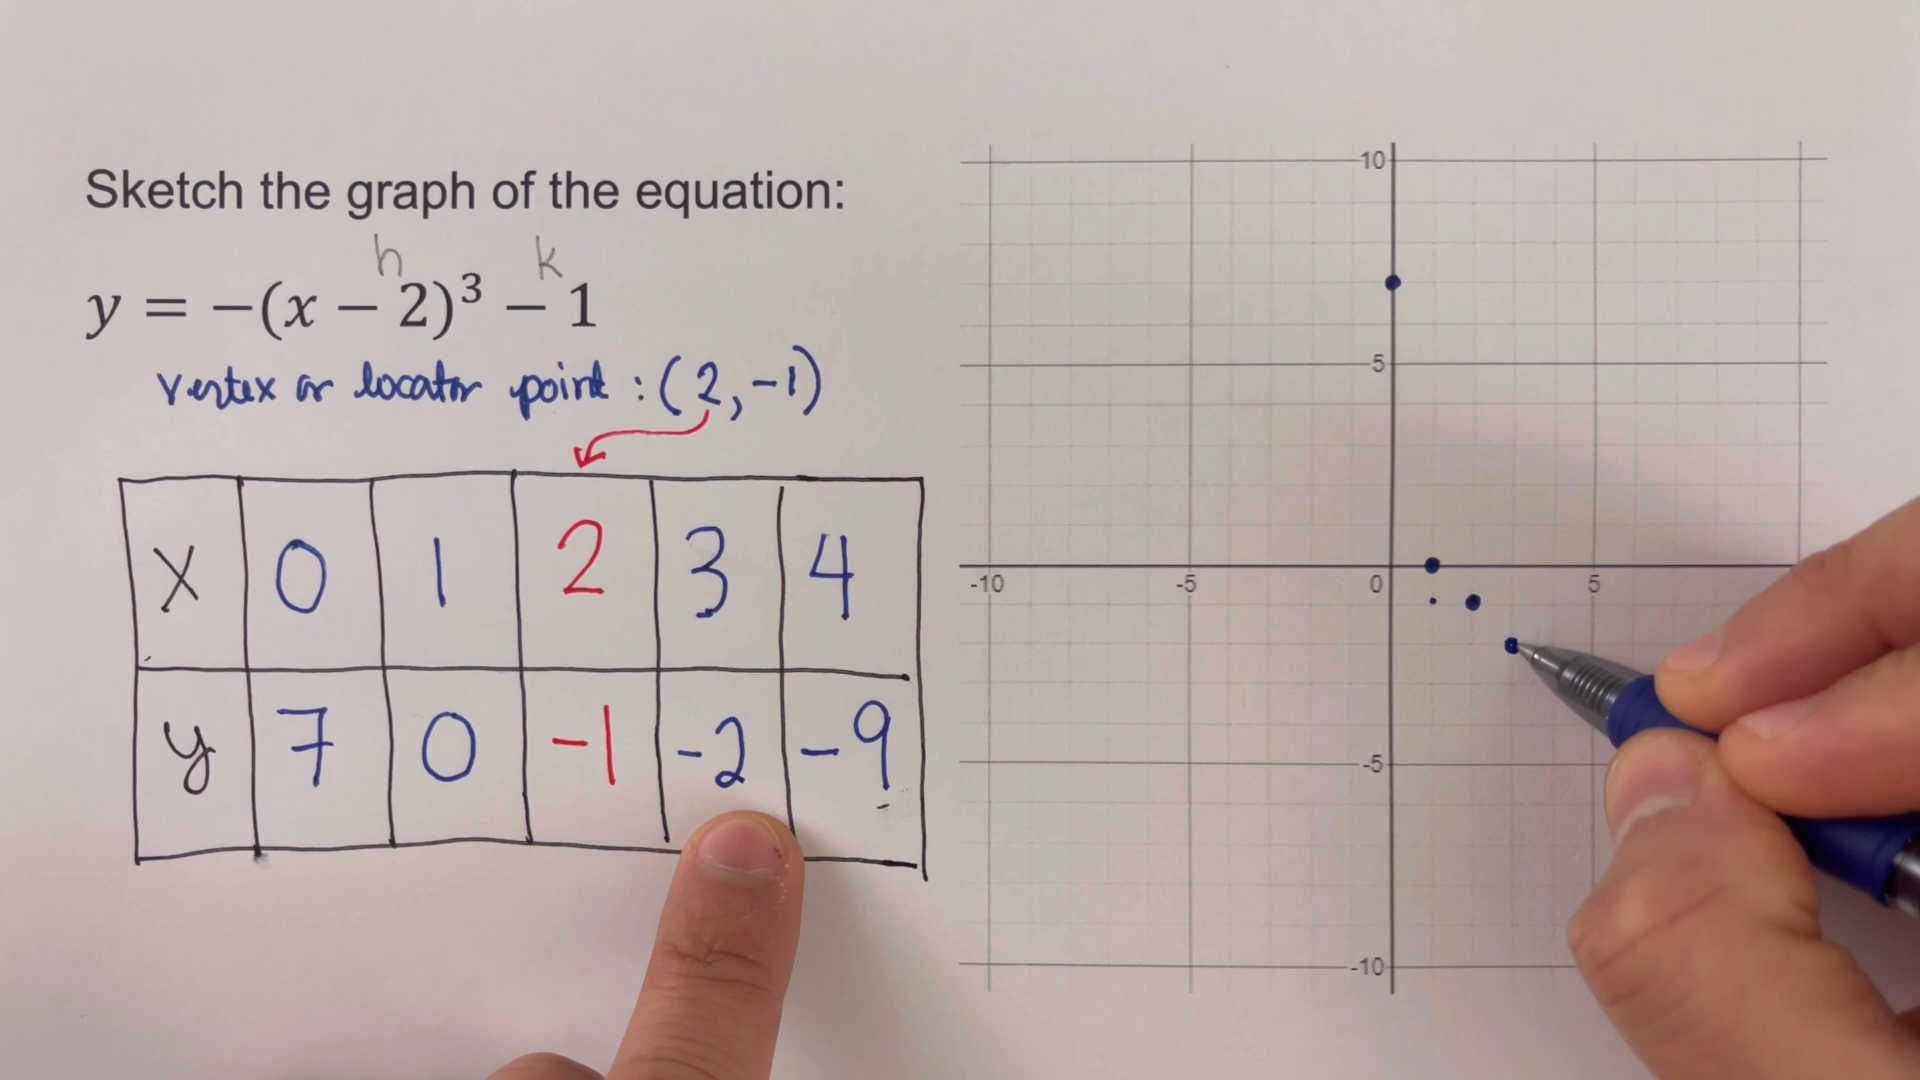 Sketch the graph of the equation:
h k
y = −(x − 2)³ − 1
vertex or locator point : (2, -1)
x 0 1 2 3 4
y 7 0 -1 -2 -9
10
5
-10 -5 0 5
-5
-10